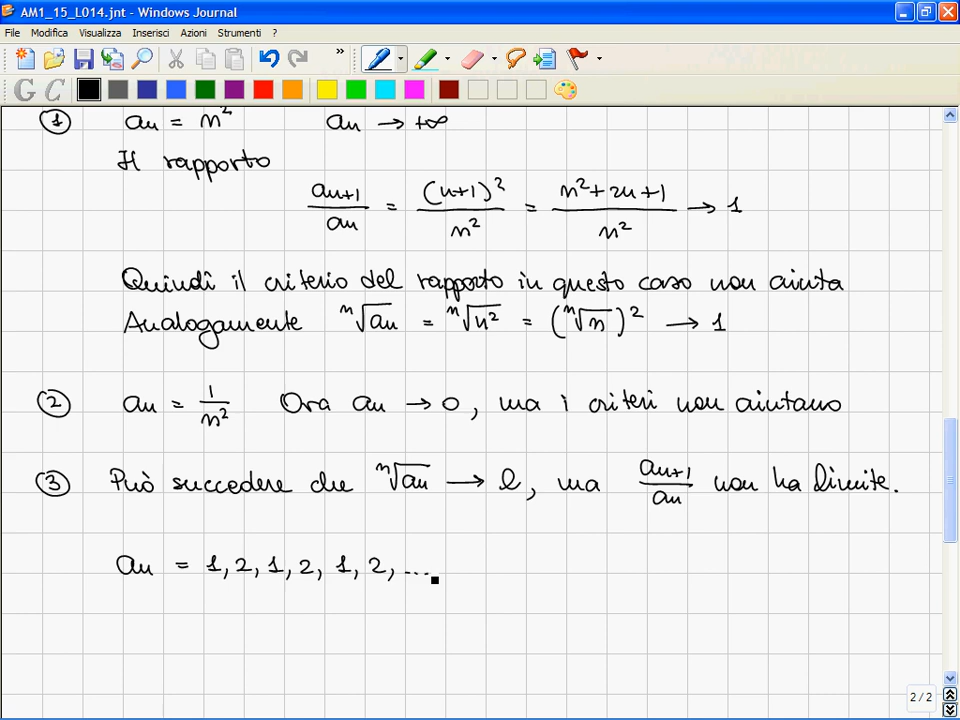 AM1_15_L014.jnt - Windows Journal
File Modifica Visualizza Inserisci Azioni Strumenti ?
G C
① an = n² an → +∞
Il rapporto
an+1 / an = (n+1)² / n² = n²+2n+1 / n² → 1
Quindi il criterio del rapporto in questo caso non aiuta
Analogamente ⁿ√an = ⁿ√n² = (ⁿ√n)² → 1
② an = 1 / n² Ora an → 0, ma i criteri non aiutano
③ Può succedere che ⁿ√an → l, ma an+1 / an non ha limite.
an = 1, 2, 1, 2, 1, 2, ....
2 / 2